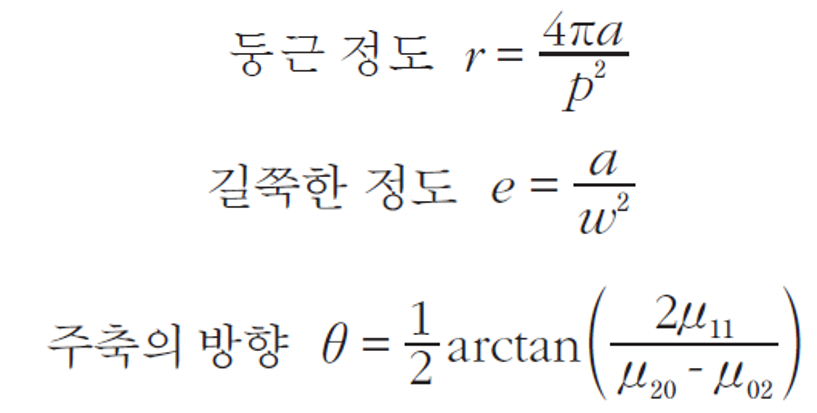 둥근 정도 r = 4πa / p²
길쭉한 정도 e = a / w²
주축의 방향 θ = 1/2 arctan(2μ₁₁ / (μ₂₀ - μ₀₂))